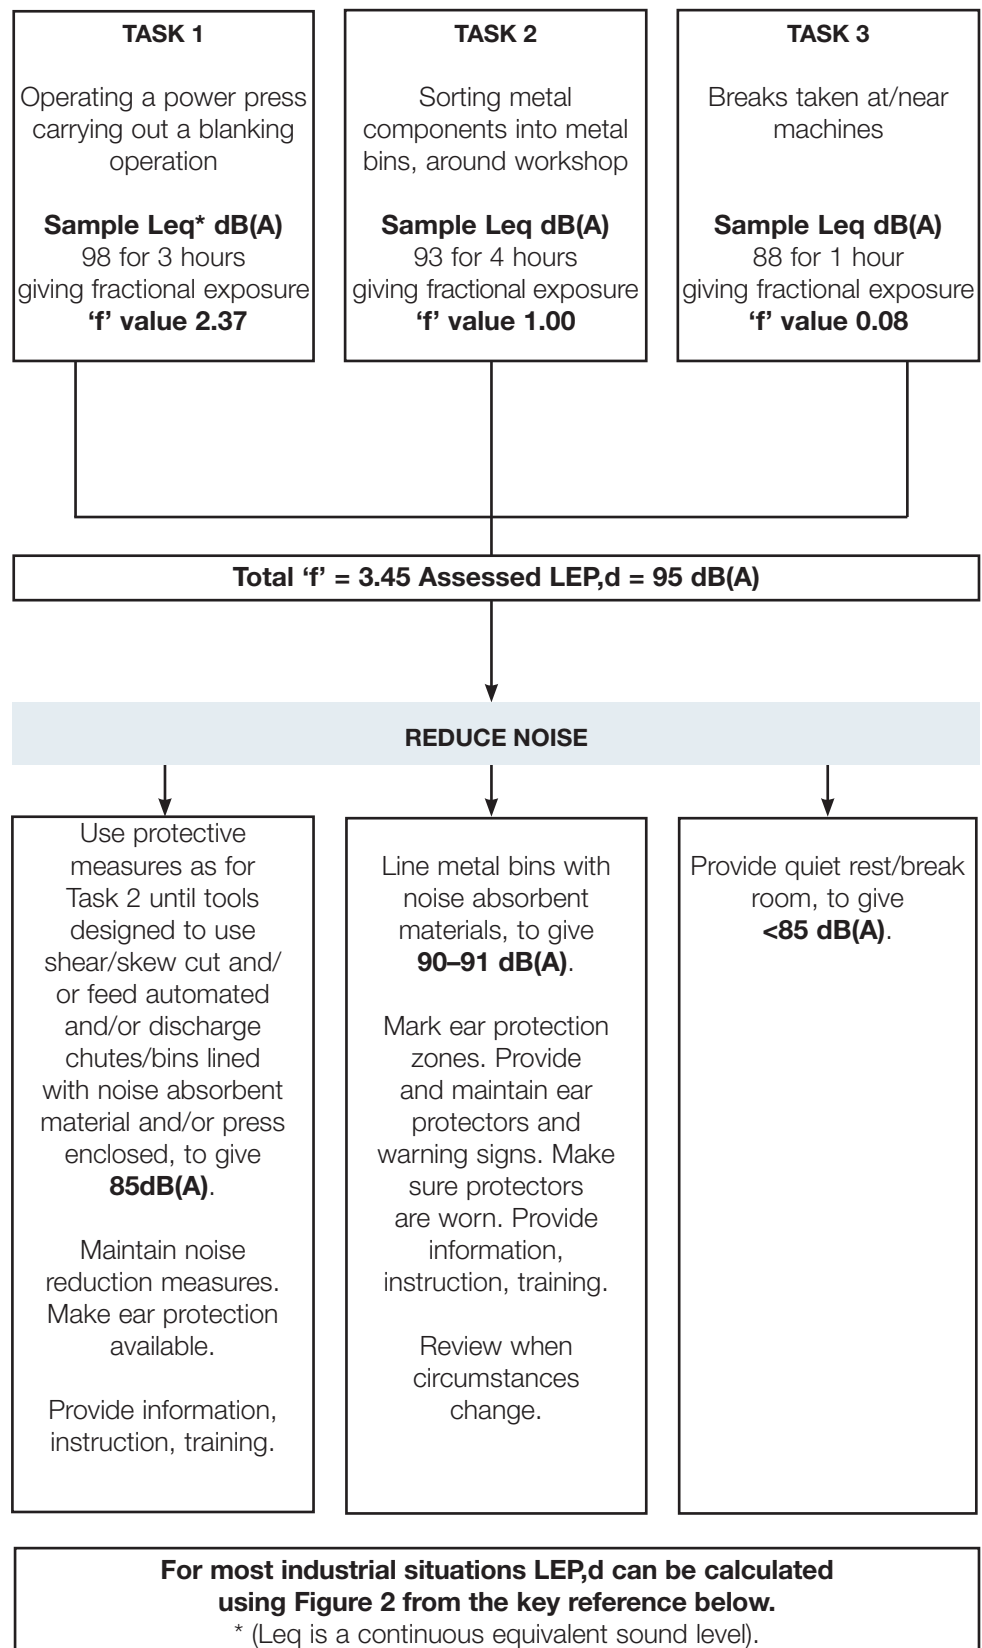 TASK 1
Operating a power press
carrying out a blanking
operation
Sample Leq* dB(A)
98 for 3 hours
giving fractional exposure
‘f’ value 2.37
TASK 2
Sorting metal
components into metal
bins, around workshop
Sample Leq dB(A)
93 for 4 hours
giving fractional exposure
‘f’ value 1.00
TASK 3
Breaks taken at/near
machines
Sample Leq dB(A)
88 for 1 hour
giving fractional exposure
‘f’ value 0.08
Total ‘f’ = 3.45 Assessed LEP,d = 95 dB(A)
REDUCE NOISE
Use protective
measures as for
Task 2 until tools
designed to use
shear/skew cut and/
or feed automated
and/or discharge
chutes/bins lined
with noise absorbent
material and/or press
enclosed, to give
85dB(A).
Maintain noise
reduction measures.
Make ear protection
available.
Provide information,
instruction, training.
Line metal bins with
noise absorbent
materials, to give
90–91 dB(A).
Mark ear protection
zones. Provide
and maintain ear
protectors and
warning signs. Make
sure protectors
are worn. Provide
information,
instruction, training.
Review when
circumstances
change.
Provide quiet rest/break
room, to give
<85 dB(A).
For most industrial situations LEP,d can be calculated
using Figure 2 from the key reference below.
* (Leq is a continuous equivalent sound level).